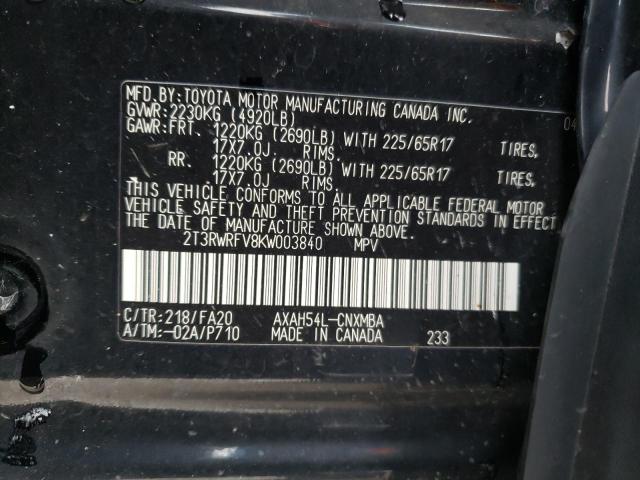 MFD.BY:TOYOTA MOTOR MANUFACTURING CANADA INC.
GVWR:2230KG (4920LB) 04
GAWR:FRT. 1220KG (2690LB) WITH 225/65R17 TIRES,
17X7.0J RIMS.
RR. 1220KG (2690LB) WITH 225/65R17 TIRES,
17X7.0J RIMS.
THIS VEHICLE CONFORMS TO ALL APPLICABLE FEDERAL MOTOR
VEHICLE SAFETY AND THEFT PREVENTION STANDARDS IN EFFECT ON
THE DATE OF MANUFACTURE SHOWN ABOVE.
2T3RWRFV8KW003840 MPV
C/TR:218/FA20 AXAH54L-CNXMBA
A/TM:-02A/P710 MADE IN CANADA 233